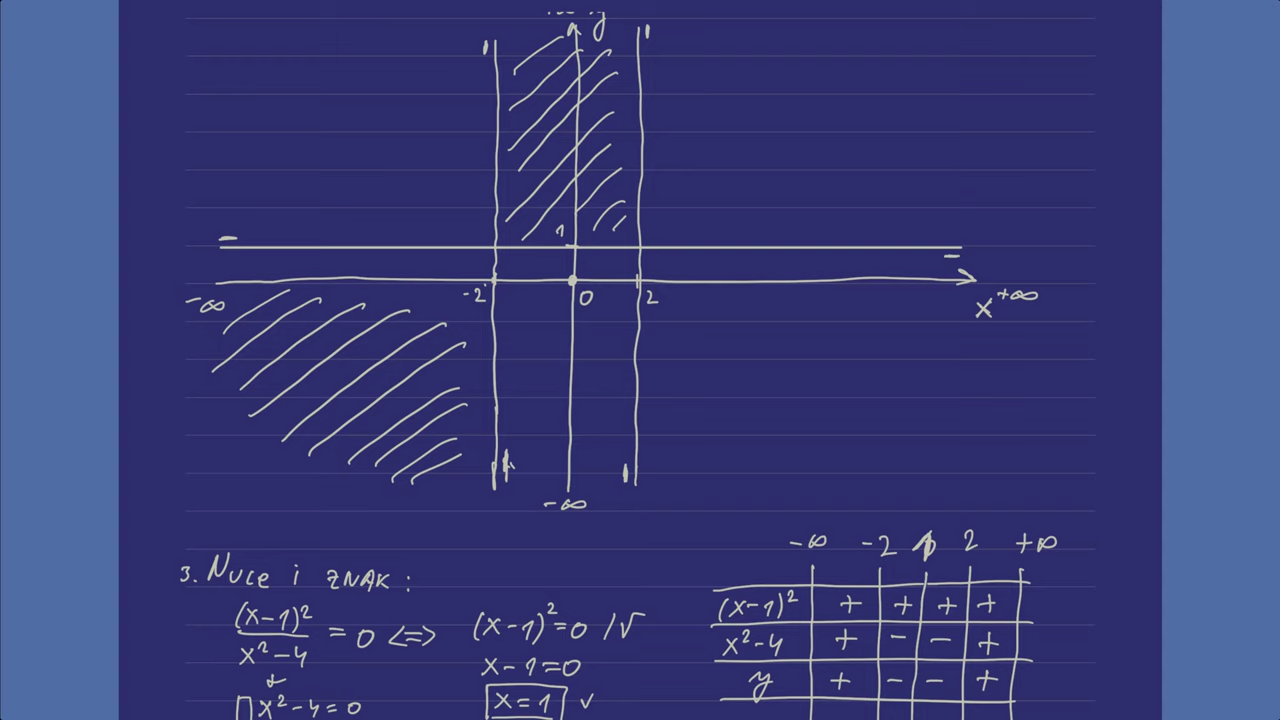 y
1
-∞ -2 0 2 x +∞
-∞
3. Nule i ZNAK:
(x-1)²/x²-4 = 0 <=> (x-1)²=0 /√
x-1=0
x²-4=0
x=1 ✓
-∞ -2 1 2 +∞
(x-1)² + + + +
x²-4 + - - +
y + - - +